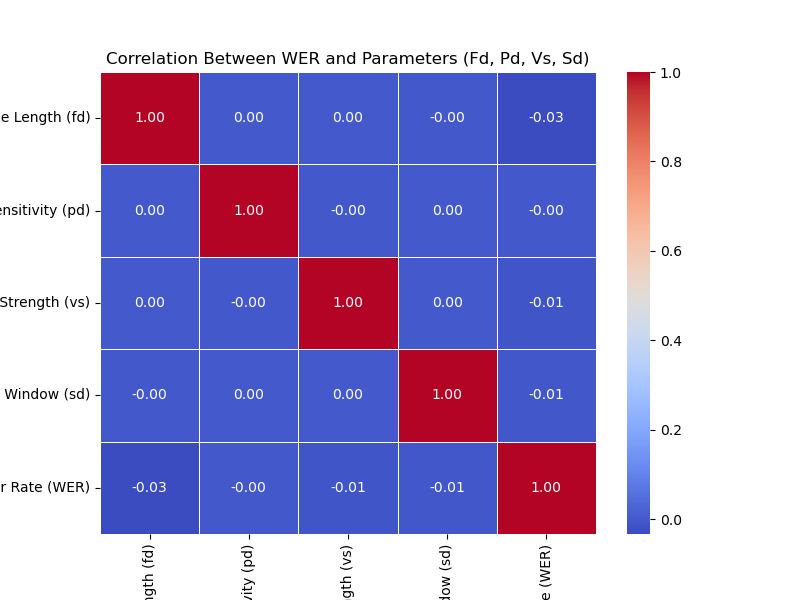 Correlation Between WER and Parameters (Fd, Pd, Vs, Sd)
e Length (fd) 1.00 0.00 0.00 -0.00 -0.03
ensitivity (pd) 0.00 1.00 -0.00 0.00 -0.00
Strength (vs) 0.00 -0.00 1.00 0.00 -0.01
Window (sd) -0.00 0.00 0.00 1.00 -0.01
r Rate (WER) -0.03 -0.00 -0.01 -0.01 1.00
ngth (fd)
vity (pd)
ngth (vs)
dow (sd)
e (WER)
1.0
0.8
0.6
0.4
0.2
0.0